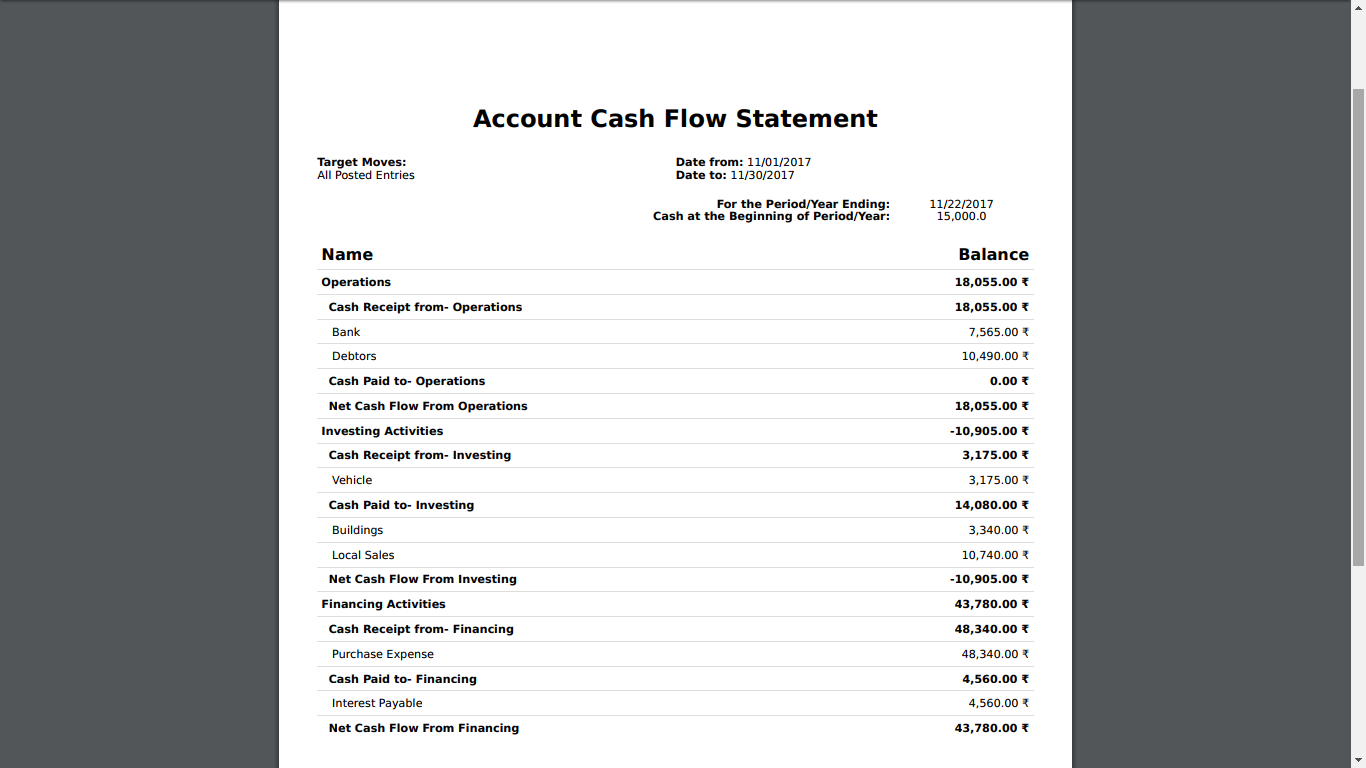 Account Cash Flow Statement
Target Moves:
All Posted Entries
Date from: 11/01/2017
Date to: 11/30/2017
For the Period/Year Ending: 11/22/2017
Cash at the Beginning of Period/Year: 15,000.0
Name Balance
Operations 18,055.00 ₹
Cash Receipt from- Operations 18,055.00 ₹
Bank 7,565.00 ₹
Debtors 10,490.00 ₹
Cash Paid to- Operations 0.00 ₹
Net Cash Flow From Operations 18,055.00 ₹
Investing Activities -10,905.00 ₹
Cash Receipt from- Investing 3,175.00 ₹
Vehicle 3,175.00 ₹
Cash Paid to- Investing 14,080.00 ₹
Buildings 3,340.00 ₹
Local Sales 10,740.00 ₹
Net Cash Flow From Investing -10,905.00 ₹
Financing Activities 43,780.00 ₹
Cash Receipt from- Financing 48,340.00 ₹
Purchase Expense 48,340.00 ₹
Cash Paid to- Financing 4,560.00 ₹
Interest Payable 4,560.00 ₹
Net Cash Flow From Financing 43,780.00 ₹